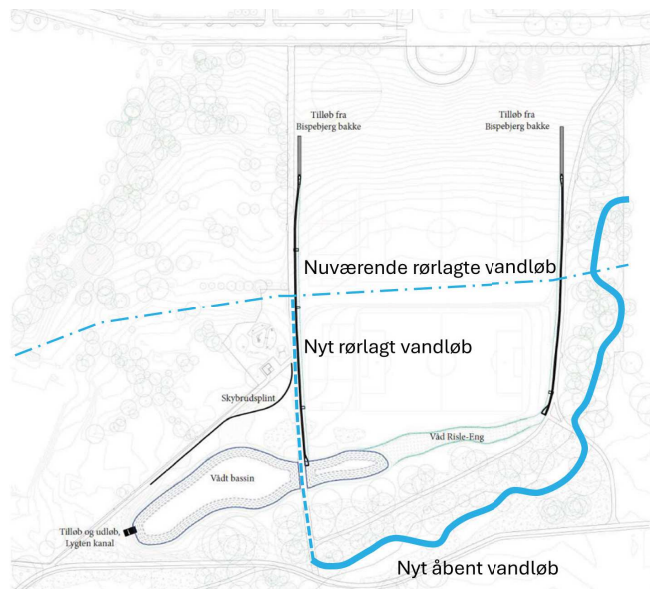 Tilløb fra
Bispebjerg bakke
Tilløb fra
Bispebjerg bakke
Nuværende rørlagte vandløb
Nyt rørlagt vandløb
Skybrudsplint
Våd Risle-Eng
Vådt bassin
Tilløb og udløb,
Lygten kanal
Nyt åbent vandløb